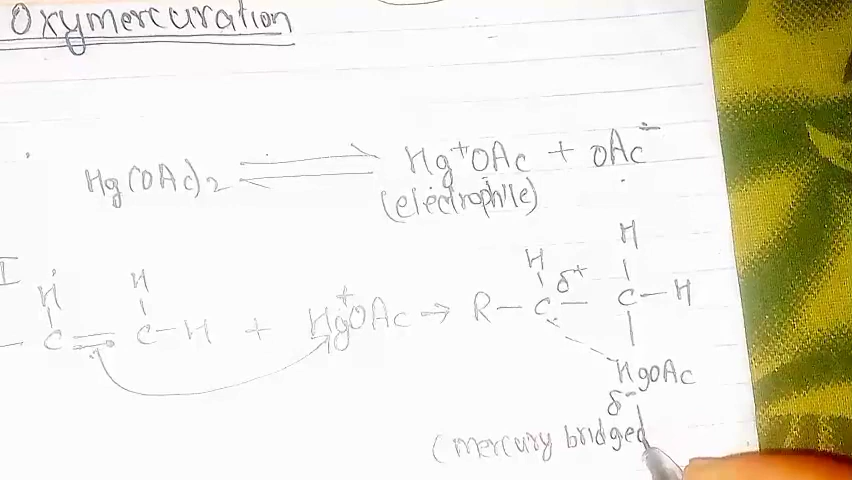 Oxymercuration
Hg(OAc)2 ⇌ Hg+OAc + OAc-
(electrophile)
I
H H H H
C = C - H + Hg+OAc → R - C δ+ - C - H
HgOAc
δ-
(mercury bridged